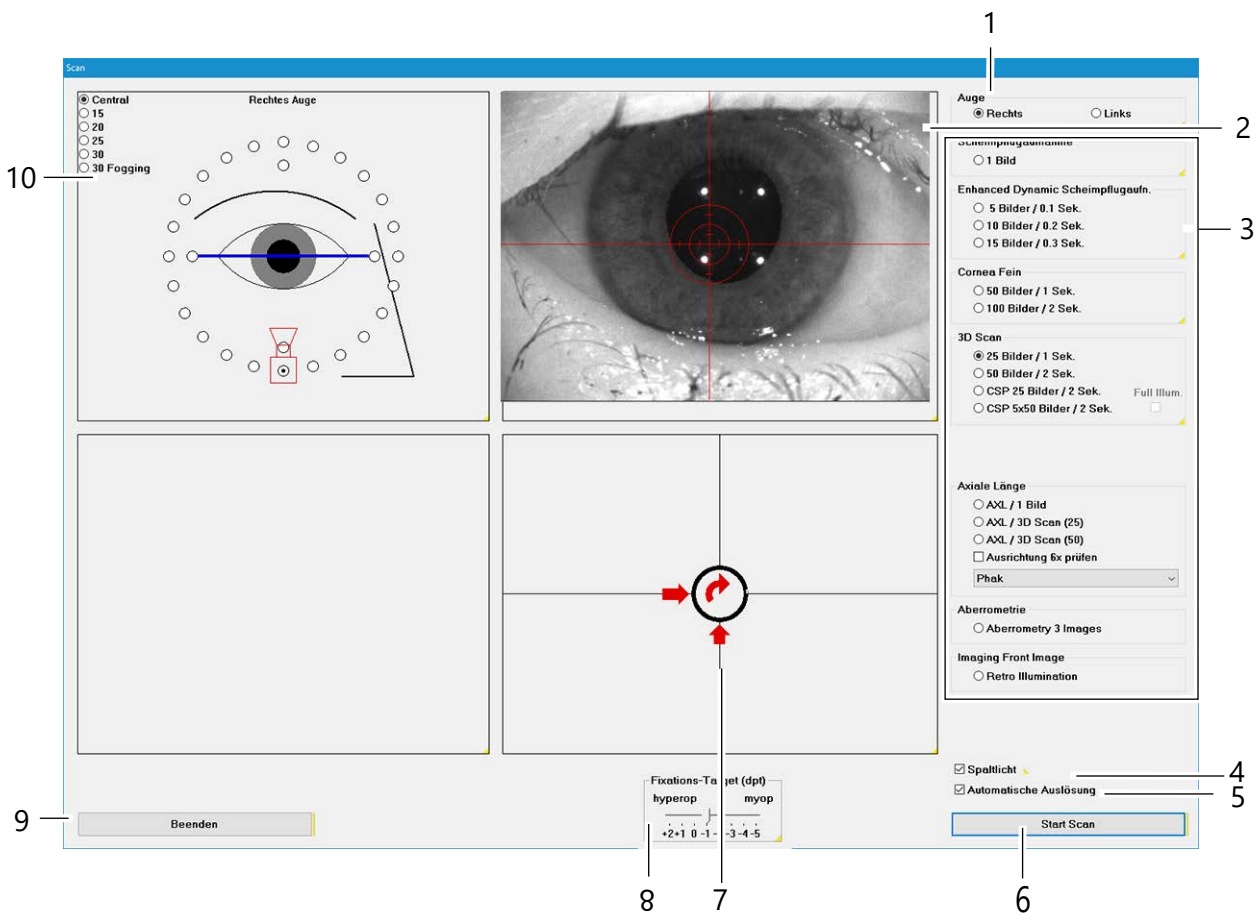 1
Scan
Central
15
20
25
30
30 Fogging
Rechtes Auge
10
Auge
Rechts Links
2
1 Bild
Enhanced Dynamic Scheimpflugaufn.
5 Bilder / 0.1 Sek.
10 Bilder / 0.2 Sek.
15 Bilder / 0.3 Sek.
3
Cornea Fein
50 Bilder / 1 Sek.
100 Bilder / 2 Sek.
3D Scan
25 Bilder / 1 Sek.
50 Bilder / 2 Sek.
CSP 25 Bilder / 2 Sek. Full Illum.
CSP 5x50 Bilder / 2 Sek.
Axiale Länge
AXL / 1 Bild
AXL / 3D Scan (25)
AXL / 3D Scan (50)
Ausrichtung 6x prüfen
Phak
Aberrometrie
Aberrometry 3 Images
Imaging Front Image
Retro Illumination
Spaltlicht
4
Automatische Auslösung
5
Fixations-Target (dpt)
hyperop myop
+2 +1 0 -1 - -3 -4 -5
9
Beenden
Start Scan
8
7
6